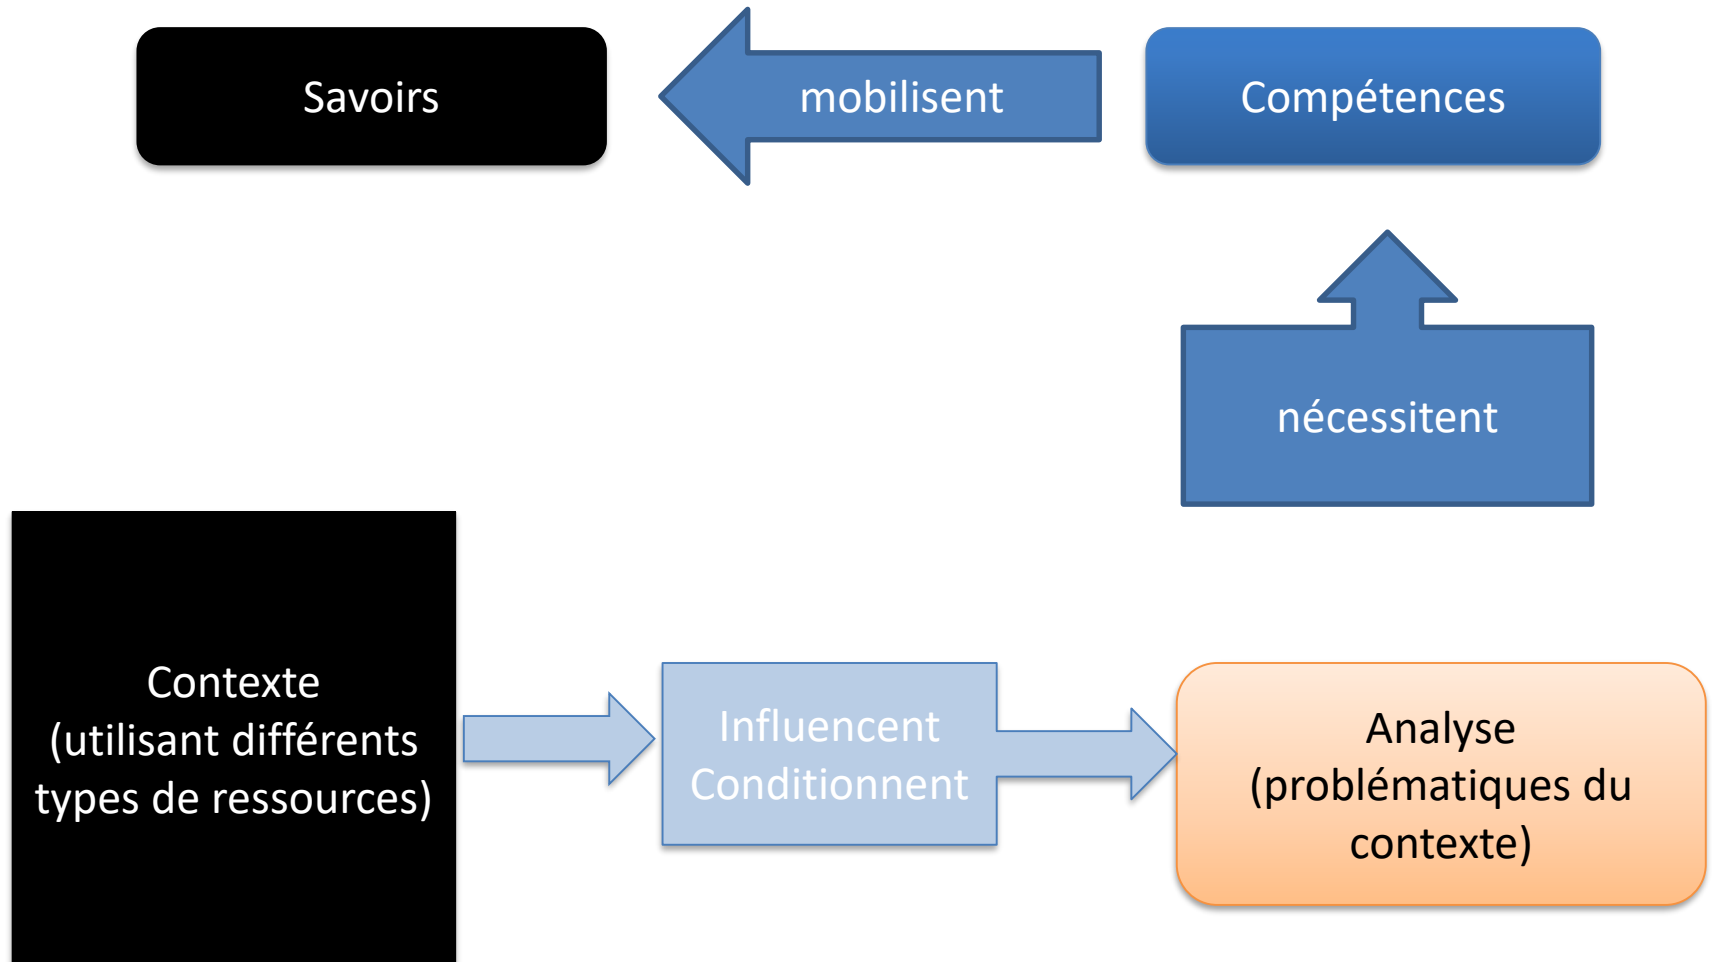 Savoirs
mobilisent
Compétences
nécessitent
Contexte
(utilisant différents
types de ressources)
Influencent
Conditionnent
Analyse
(problématiques du
contexte)